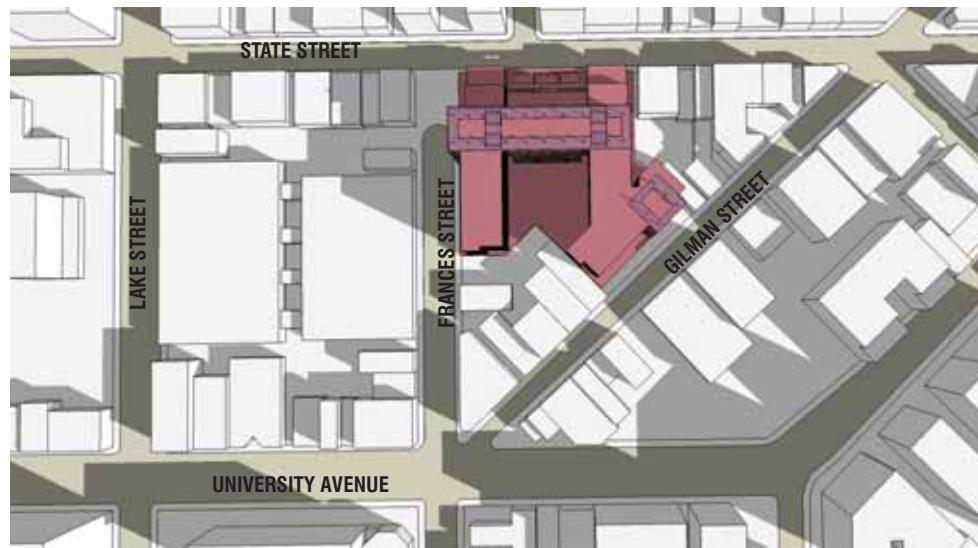 STATE STREET
LAKE STREET
FRANCES STREET
GILMAN STREET
UNIVERSITY AVENUE